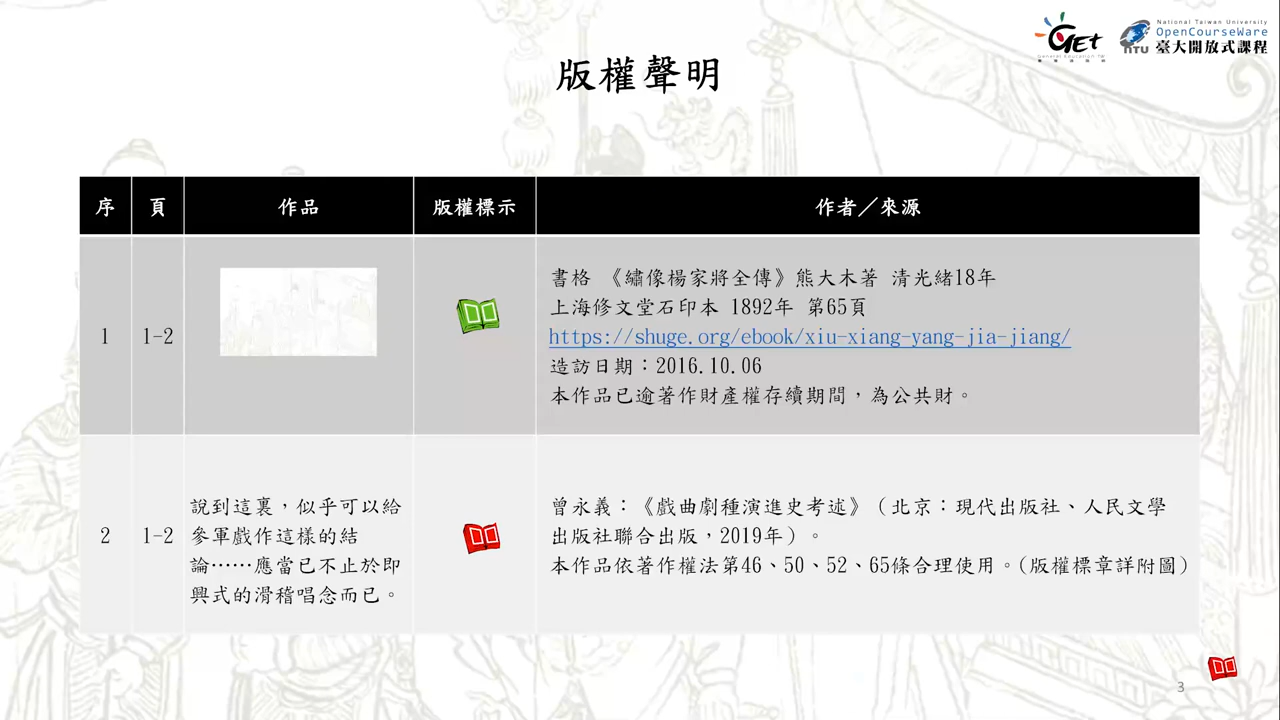 GET
National Taiwan University
OpenCourseWare
NTU 臺大開放式課程
版權聲明
序 頁 作品 版權標示 作者／來源
1 1-2
書格 《繡像楊家將全傳》熊大木著 清光緒18年
上海修文堂石印本 1892年 第65頁
https://shuge.org/ebook/xiu-xiang-yang-jia-jiang/
造訪日期：2016.10.06
本作品已逾著作財產權存續期間，為公共財。
2 1-2
說到這裏，似乎可以給
參軍戲作這樣的結
論⋯⋯應當已不止於即
興式的滑稽唱念而已。
曾永義：《戲曲劇種演進史考述》（北京：現代出版社、人民文學
出版社聯合出版，2019年）。
本作品依著作權法第46、50、52、65條合理使用。（版權標章詳附圖）
3